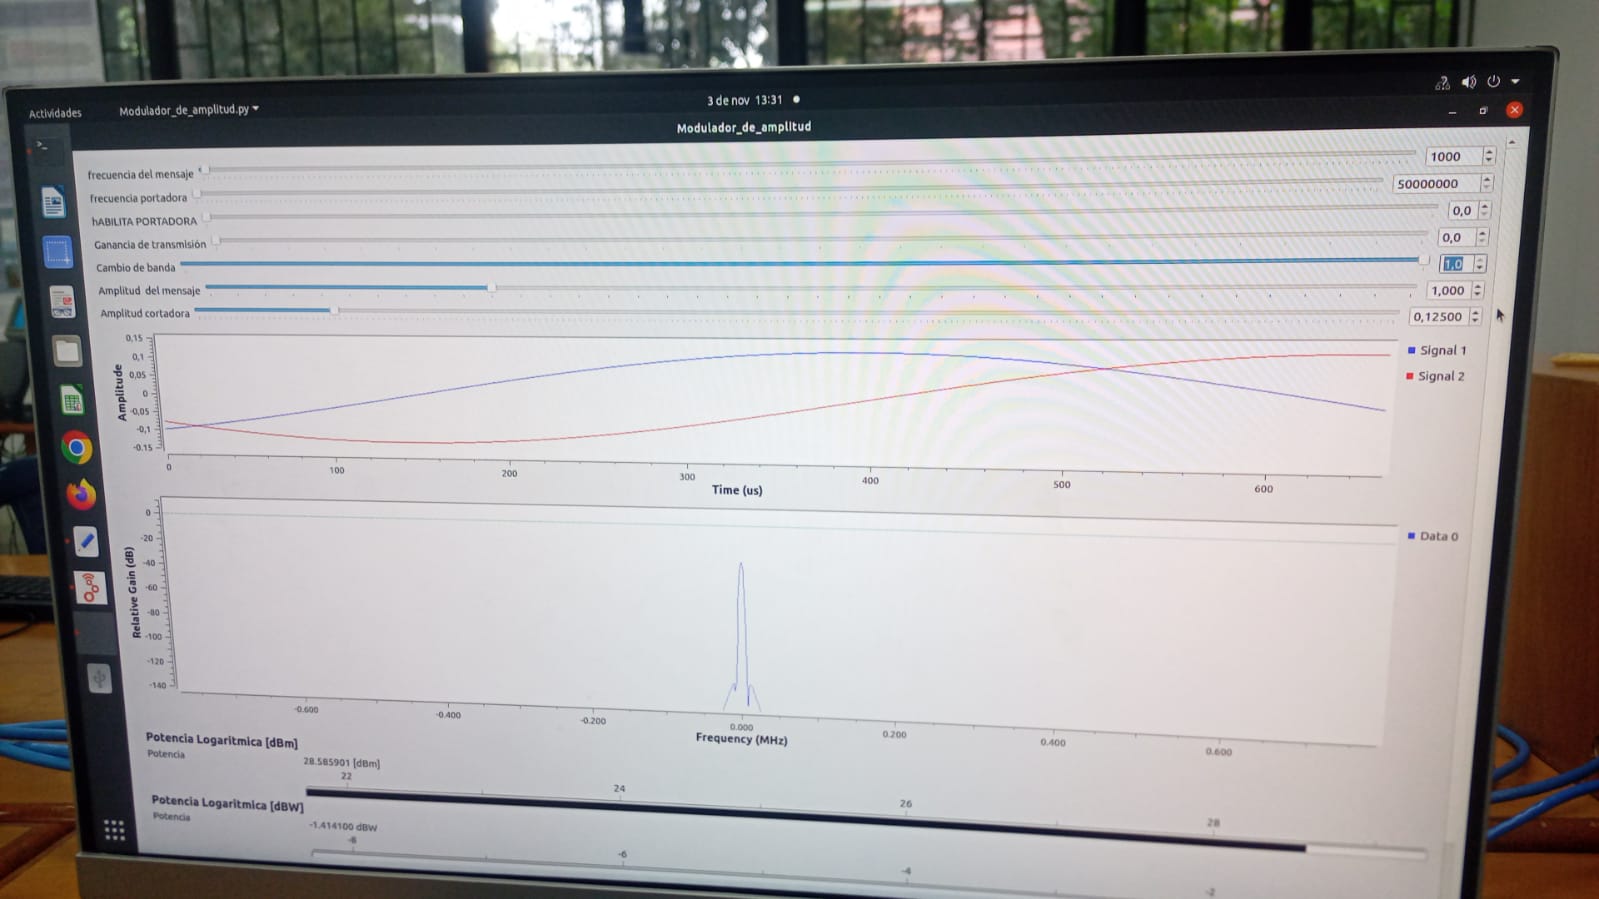 Actividades
Modulador_de_amplitud.py
3 de nov 13:31
Modulador_de_amplitud
frecuencia del mensaje 1000
frecuencia portadora 50000000
hABILITA PORTADORA 0,0
Ganancia de transmisión 0,0
Cambio de banda 1,0
Amplitud del mensaje 1,000
Amplitud cortadora 0,12500
Amplitude
0,15
0,1
0,05
0
-0,05
-0,1
-0,15
0 100 200 300 400 500 600
Time (us)
Signal 1
Signal 2
Relative Gain (dB)
0
-20
-40
-60
-80
-100
-120
-140
-0.600 -0.400 -0.200 0.000 0.200 0.400 0.600
Frequency (MHz)
Data 0
Potencia Logaritmica [dBm]
Potencia
28.585901 [dBm]
22 24 26 28
Potencia Logaritmica [dBW]
Potencia
-1.414100 dBW
-8 -6 -4 -2